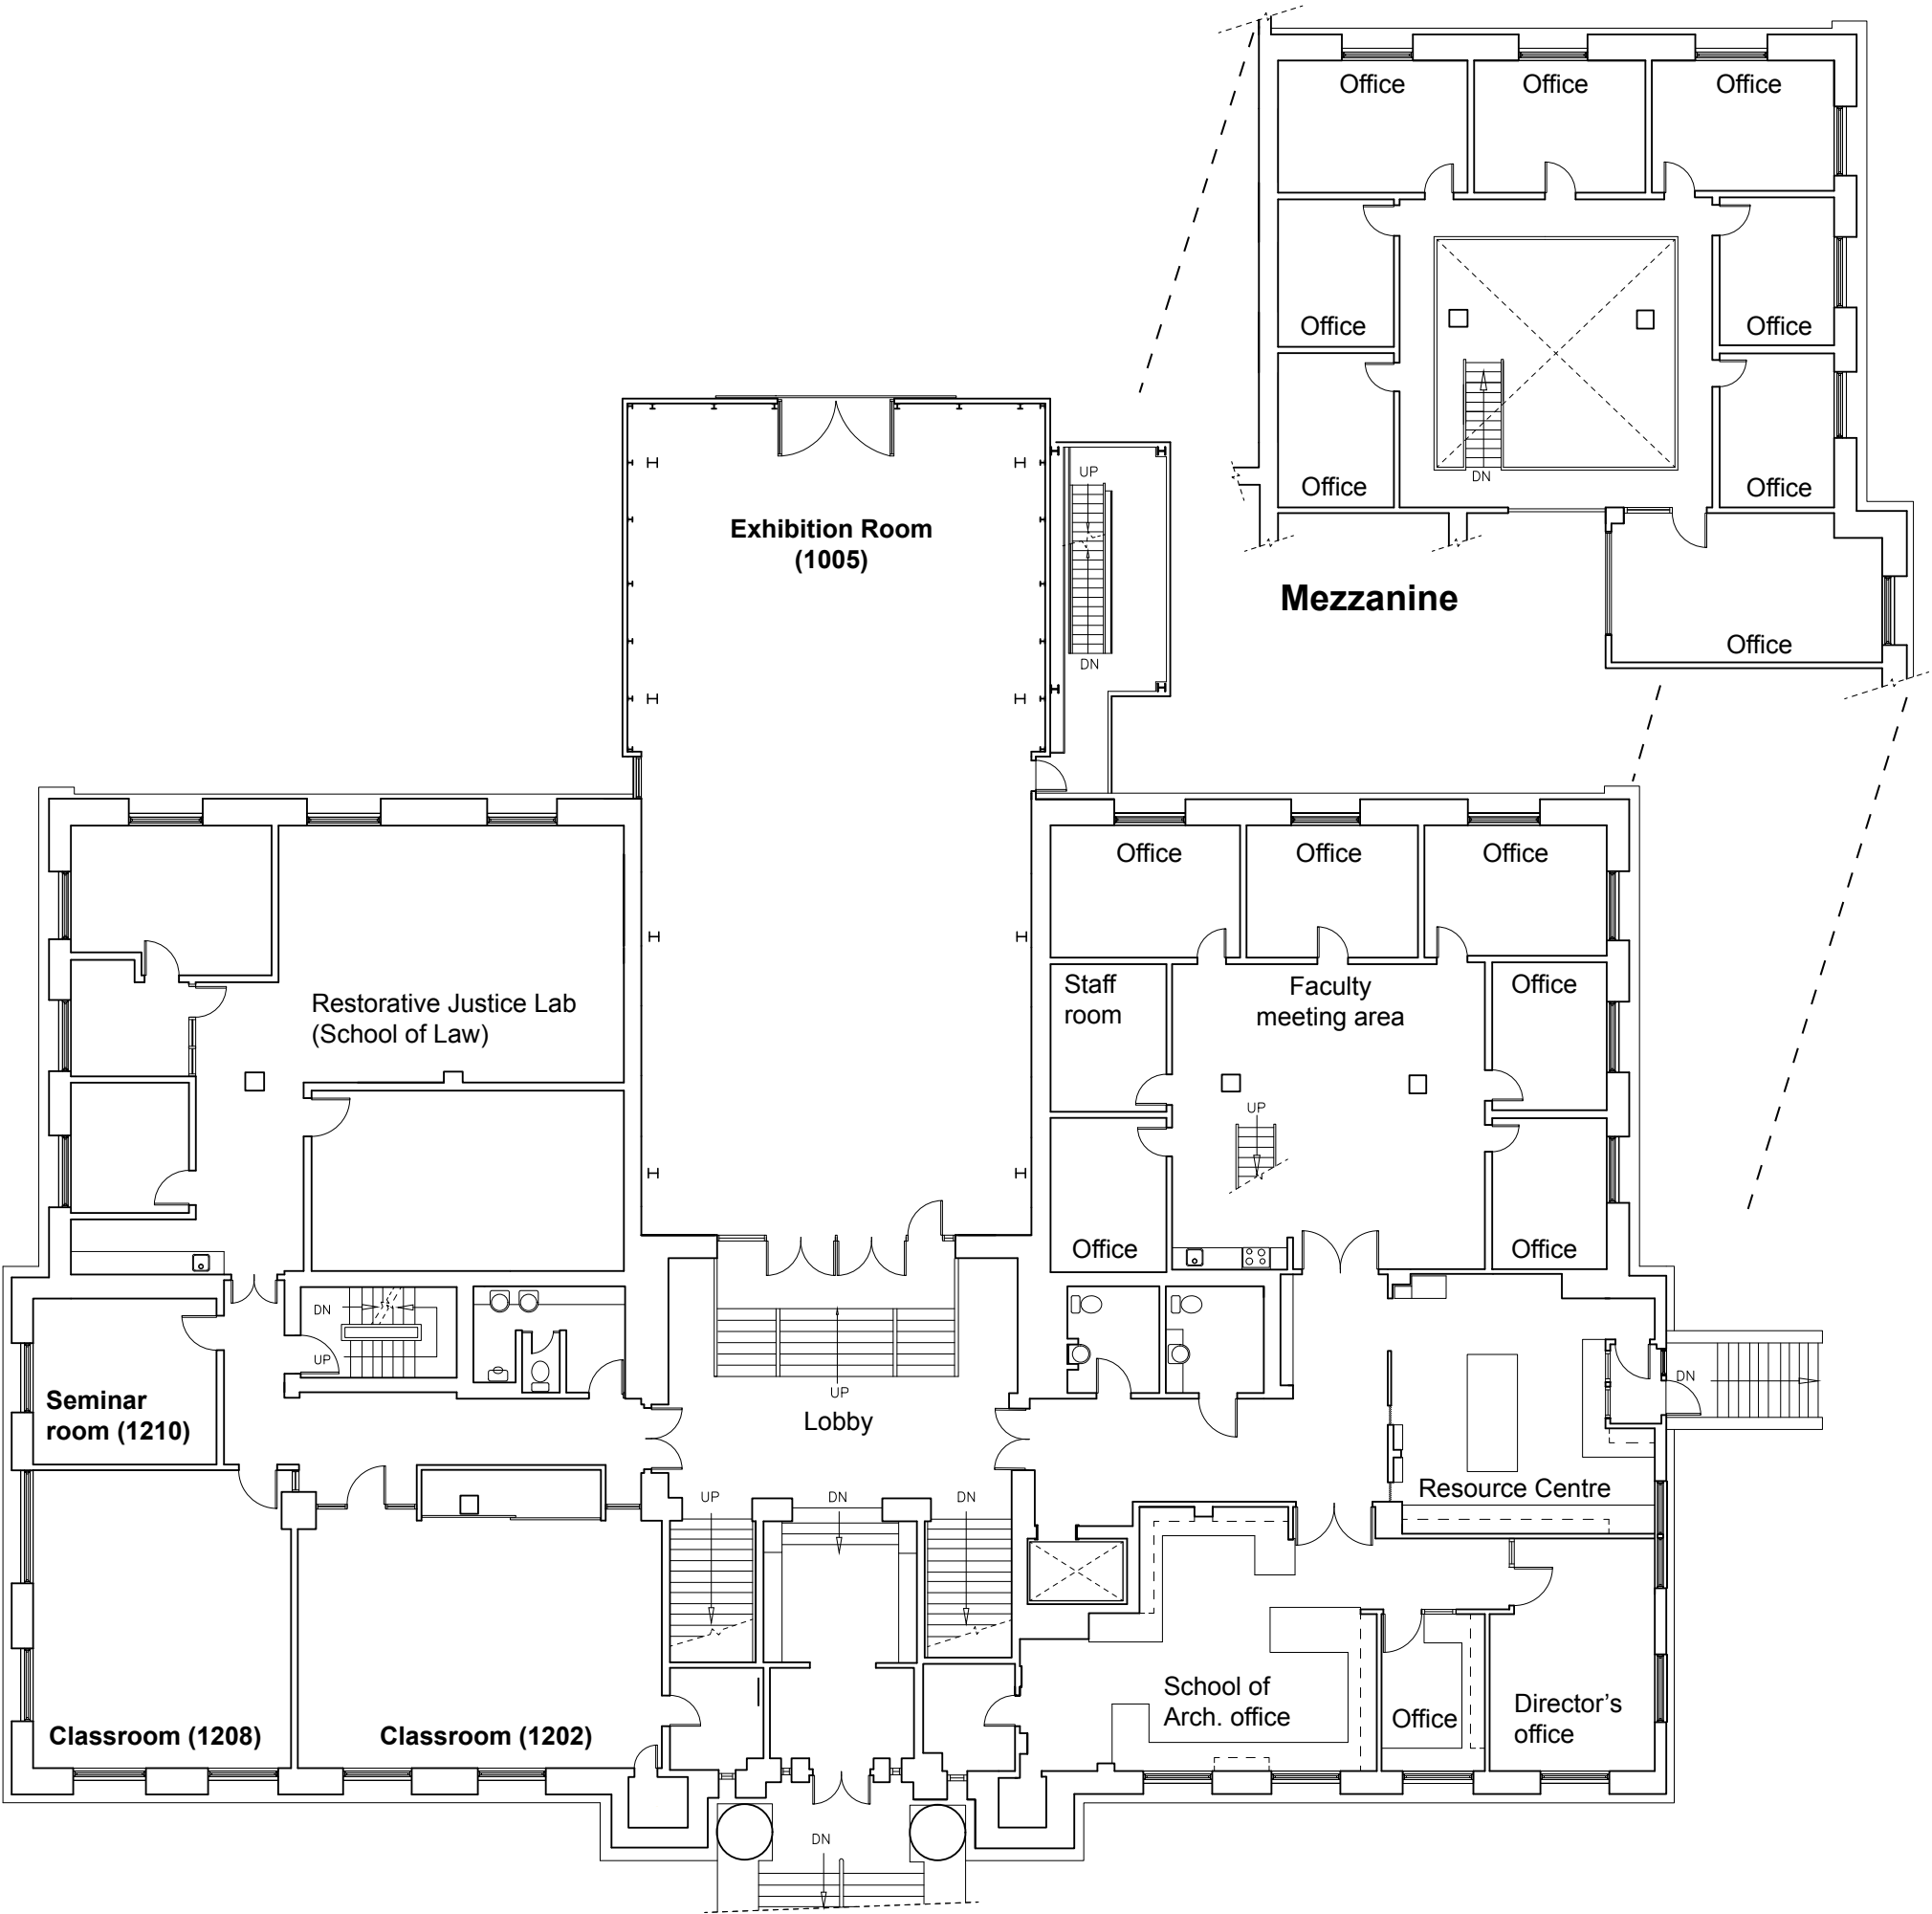 Office Office Office
Office Office
Office Office
DN
Mezzanine
Office
UP
Exhibition Room
(1005)
DN
Office Office Office
Staff
room
Faculty
meeting area
Office
Restorative Justice Lab
(School of Law)
UP
Office Office
DN
UP
Seminar
room (1210)
UP
Lobby
DN
Resource Centre
UP DN DN
School of
Arch. office
Office
Director's
office
Classroom (1208) Classroom (1202)
DN